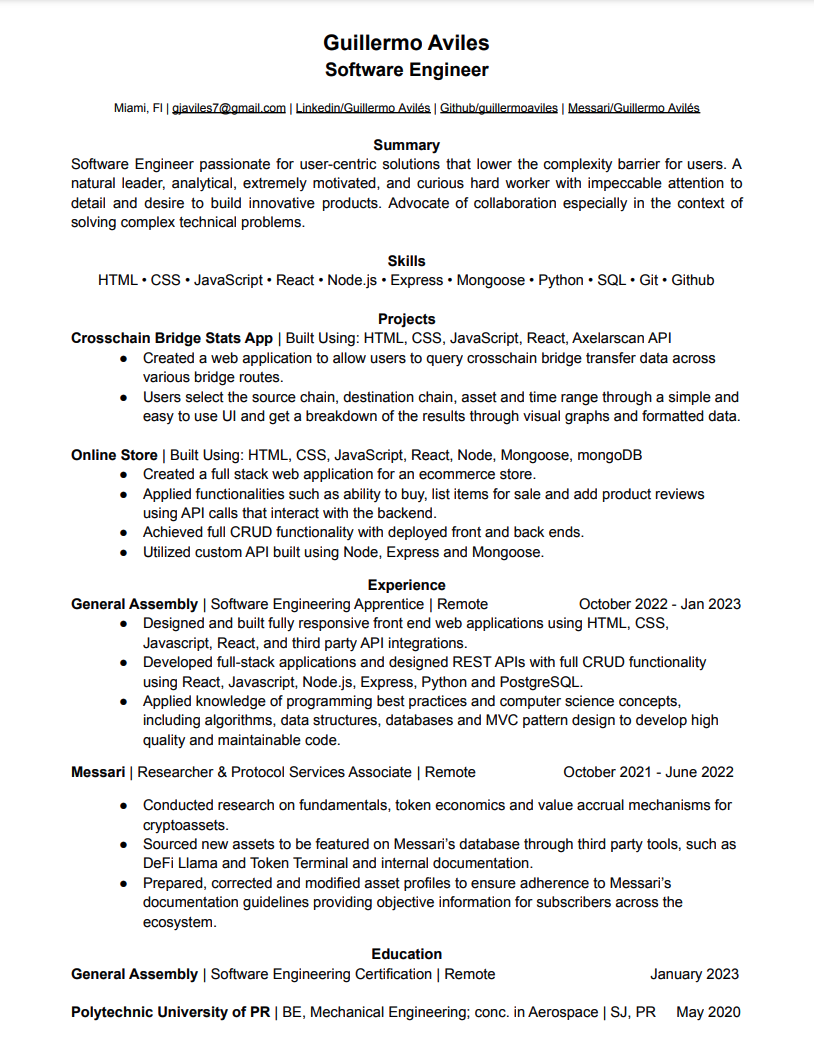 Guillermo Aviles
Software Engineer
Miami, Fl | gjaviles7@gmail.com | Linkedin/Guillermo Avilés | Github/guillermoaviles | Messari/Guillermo Avilés
Summary
Software Engineer passionate for user-centric solutions that lower the complexity barrier for users. A
natural leader, analytical, extremely motivated, and curious hard worker with impeccable attention to
detail and desire to build innovative products. Advocate of collaboration especially in the context of
solving complex technical problems.
Skills
HTML • CSS • JavaScript • React • Node.js • Express • Mongoose • Python • SQL • Git • Github
Projects
Crosschain Bridge Stats App | Built Using: HTML, CSS, JavaScript, React, Axelarscan API
● Created a web application to allow users to query crosschain bridge transfer data across
various bridge routes.
● Users select the source chain, destination chain, asset and time range through a simple and
easy to use UI and get a breakdown of the results through visual graphs and formatted data.
Online Store | Built Using: HTML, CSS, JavaScript, React, Node, Mongoose, mongoDB
● Created a full stack web application for an ecommerce store.
● Applied functionalities such as ability to buy, list items for sale and add product reviews
using API calls that interact with the backend.
● Achieved full CRUD functionality with deployed front and back ends.
● Utilized custom API built using Node, Express and Mongoose.
Experience
General Assembly | Software Engineering Apprentice | Remote October 2022 - Jan 2023
● Designed and built fully responsive front end web applications using HTML, CSS,
Javascript, React, and third party API integrations.
● Developed full-stack applications and designed REST APIs with full CRUD functionality
using React, Javascript, Node.js, Express, Python and PostgreSQL.
● Applied knowledge of programming best practices and computer science concepts,
including algorithms, data structures, databases and MVC pattern design to develop high
quality and maintainable code.
Messari | Researcher & Protocol Services Associate | Remote October 2021 - June 2022
● Conducted research on fundamentals, token economics and value accrual mechanisms for
cryptoassets.
● Sourced new assets to be featured on Messari's database through third party tools, such as
DeFi Llama and Token Terminal and internal documentation.
● Prepared, corrected and modified asset profiles to ensure adherence to Messari's
documentation guidelines providing objective information for subscribers across the
ecosystem.
Education
General Assembly | Software Engineering Certification | Remote January 2023
Polytechnic University of PR | BE, Mechanical Engineering; conc. in Aerospace | SJ, PR May 2020